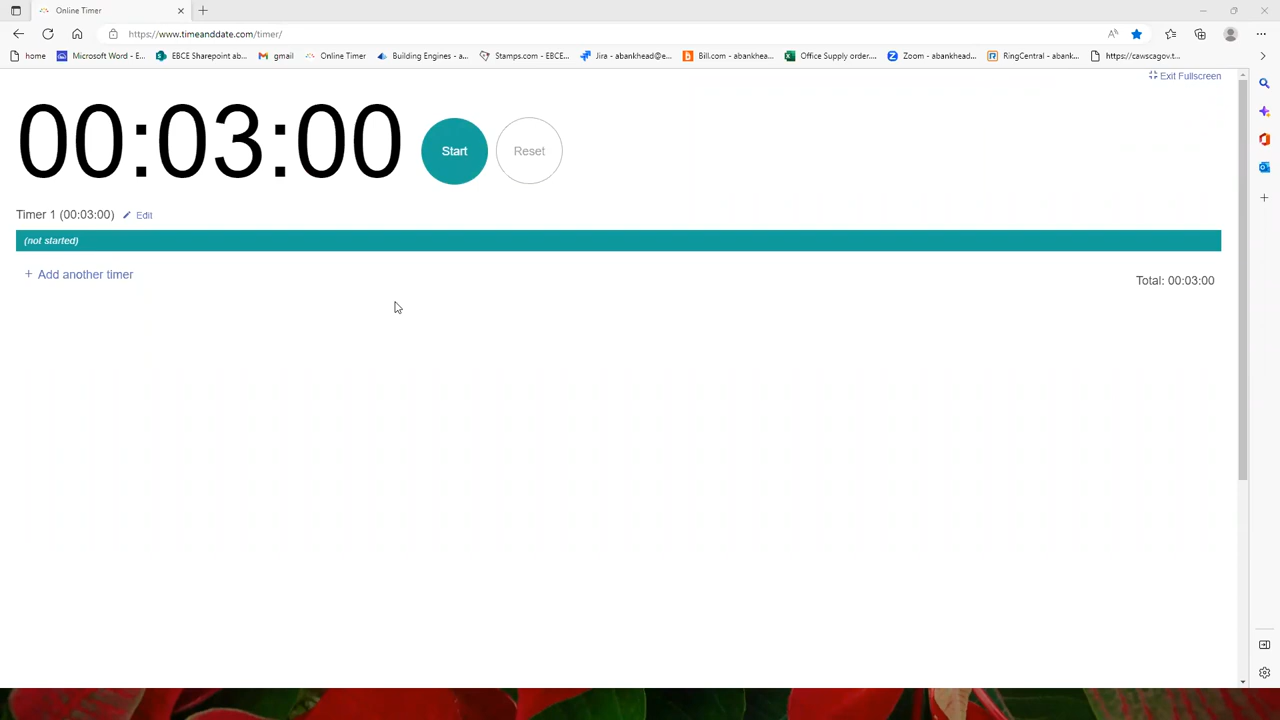 Online Timer
https://www.timeanddate.com/timer/
home Microsoft Word - E... EBCE Sharepoint ab... gmail Online Timer Building Engines - a... Stamps.com - EBCE... Jira - abankhead@e... Bill.com - abankhea... Office Supply order.... Zoom - abankhead... RingCentral - abank... https://cawscagov.t...
Exit Fullscreen
00:03:00 Start Reset
Timer 1 (00:03:00) Edit
(not started)
+ Add another timer
Total: 00:03:00